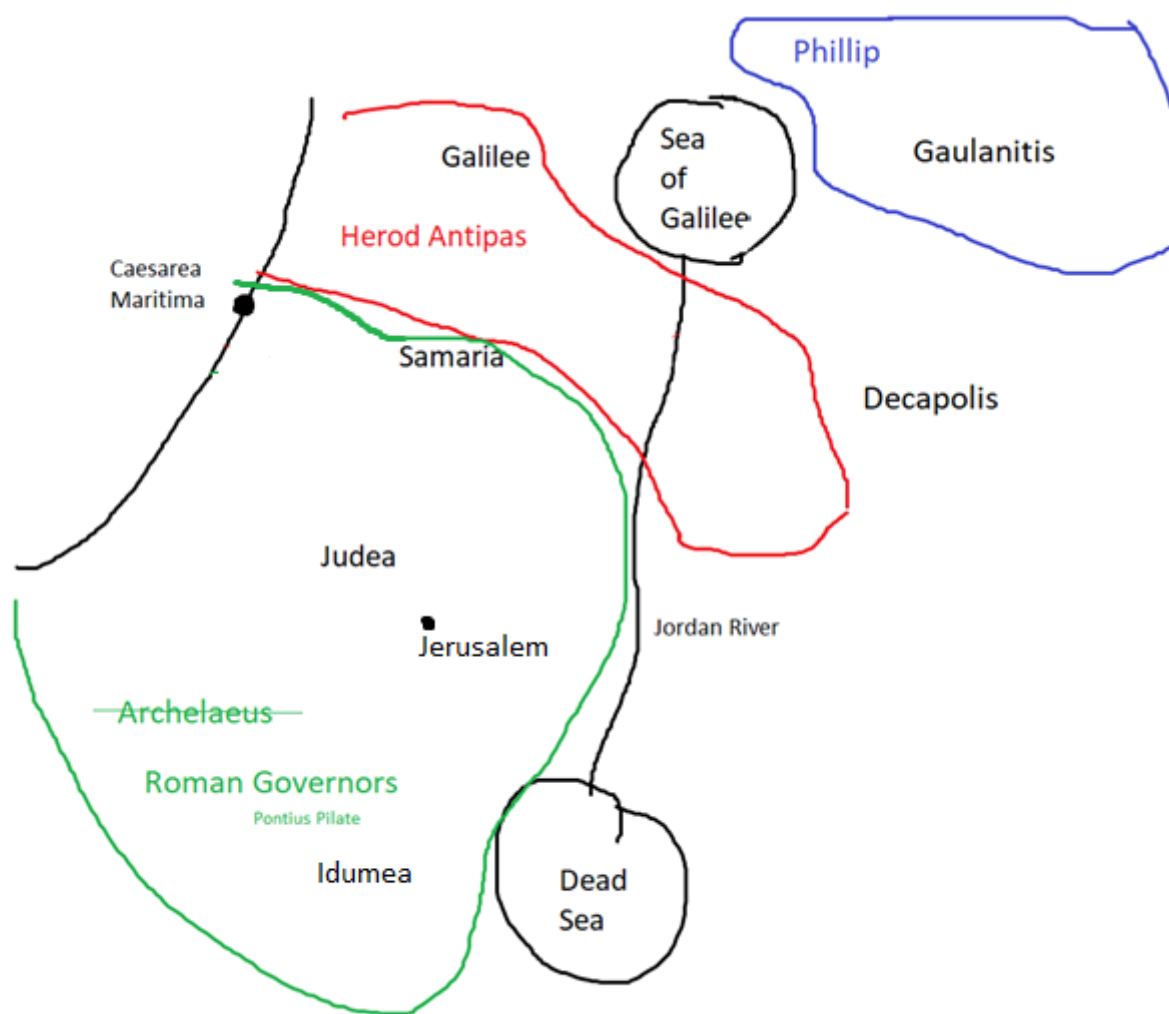 Phillip
Sea
of
Galilee
Galilee
Gaulanitis
Herod Antipas
Caesarea
Maritima
Samaria
Decapolis
Judea
Jerusalem
Jordan River
Archelaeus
Roman Governors
Pontius Pilate
Idumea
Dead
Sea